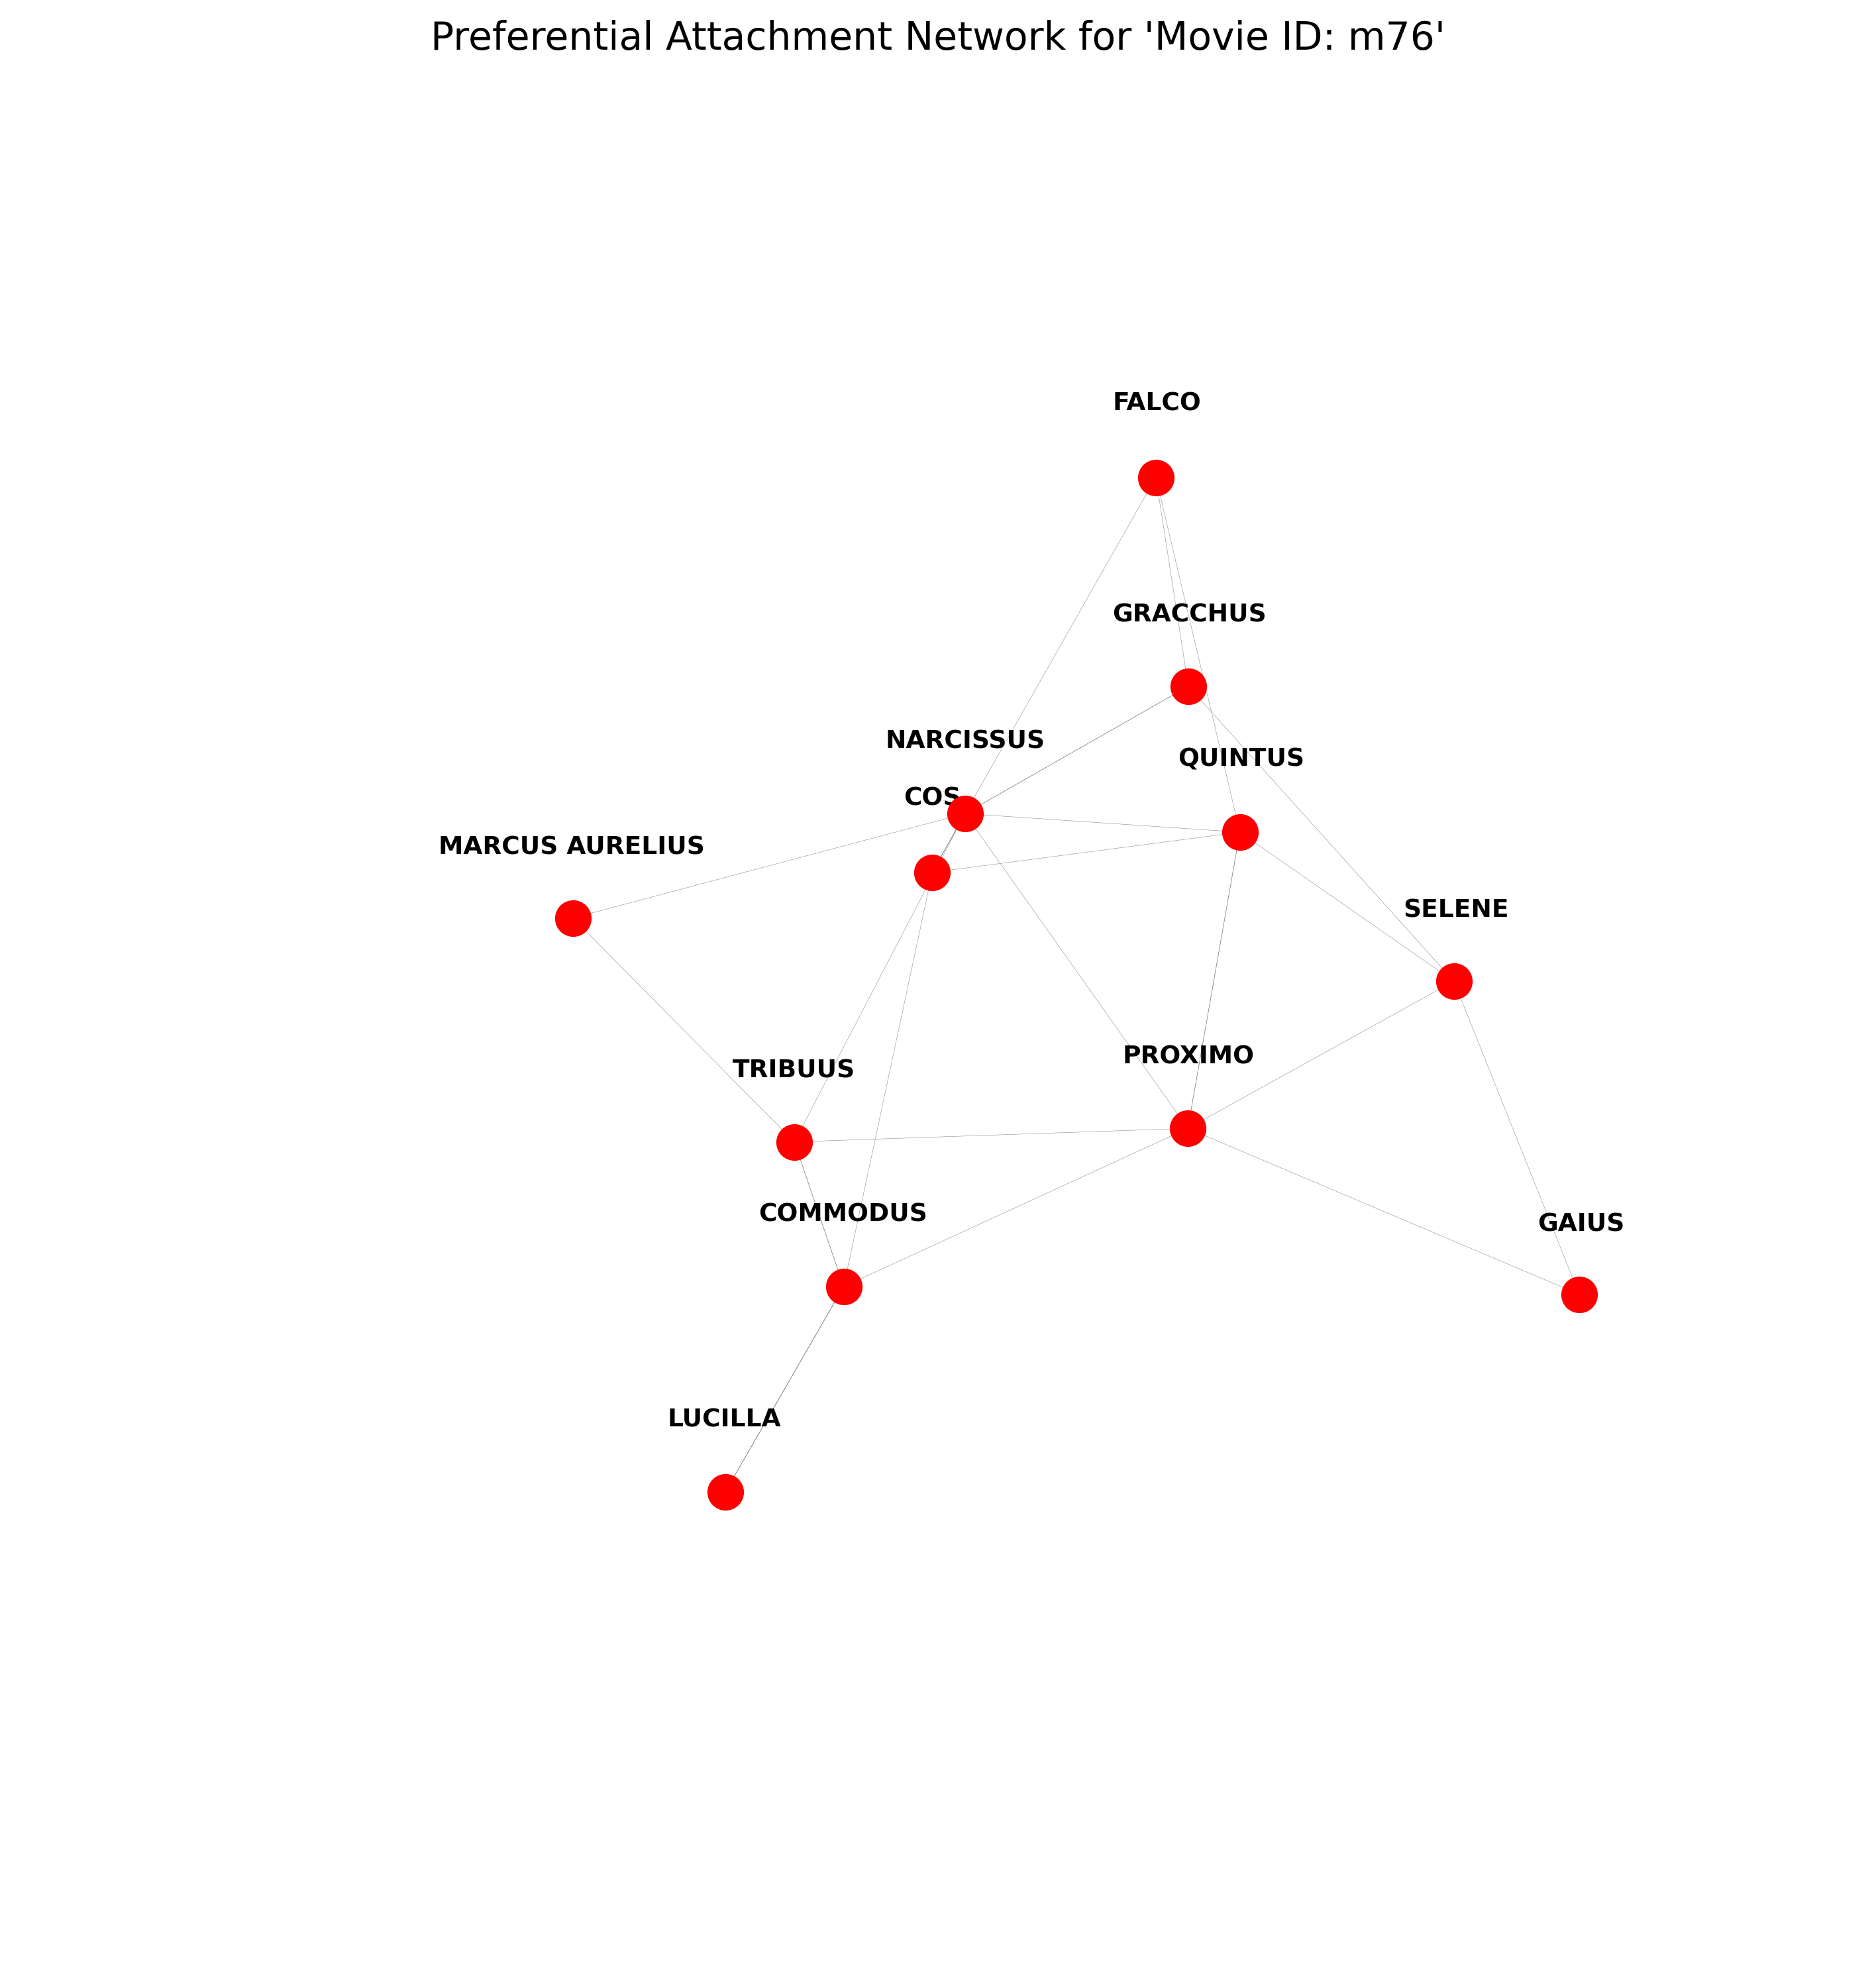 Preferential Attachment Network for 'Movie ID: m76'
FALCO
GRACCHUS
NARCISSUS
QUINTUS
COS
MARCUS AURELIUS
SELENE
PROXIMO
TRIBUUS
COMMODUS
GAIUS
LUCILLA